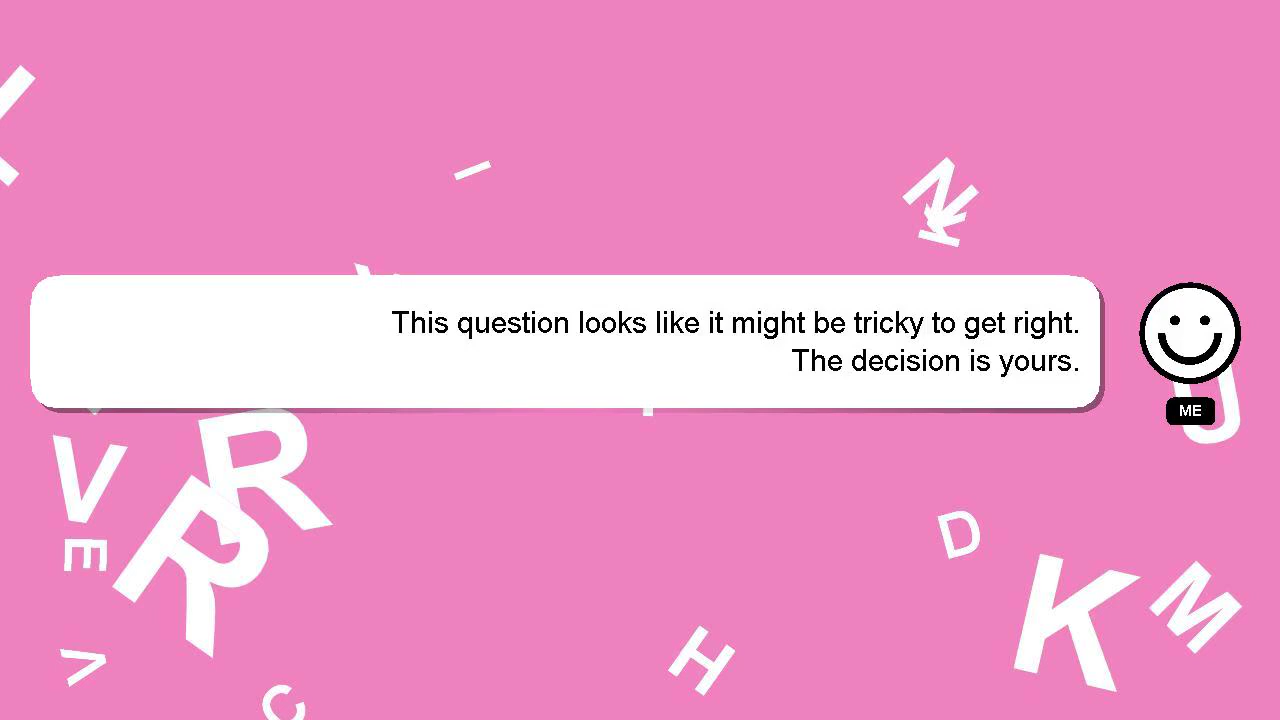 This question looks like it might be tricky to get right.
The decision is yours.
ME
I
N
K
V
R
R
E
V
C
H
D
K
M
U